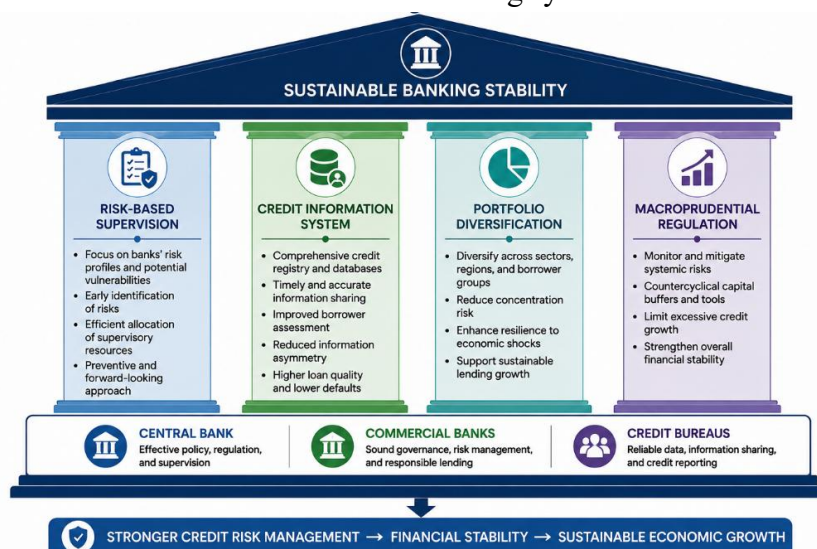 SUSTAINABLE BANKING STABILITY
RISK-BASED
SUPERVISION
• Focus on banks' risk
profiles and potential
vulnerabilities
• Early identification
of risks
• Efficient allocation
of supervisory
resources
• Preventive and
forward-looking
approach
CREDIT INFORMATION
SYSTEM
• Comprehensive credit
registry and databases
• Timely and accurate
information sharing
• Improved borrower
assessment
• Reduced information
asymmetry
• Higher loan quality
and lower defaults
PORTFOLIO
DIVERSIFICATION
• Diversify across sectors,
regions, and borrower
groups
• Reduce concentration
risk
• Enhance resilience to
economic shocks
• Support sustainable
lending growth
MACROPRUDENTIAL
REGULATION
• Monitor and mitigate
systemic risks
• Countercyclical capital
buffers and tools
• Limit excessive credit
growth
• Strengthen overall
financial stability
CENTRAL BANK
Effective policy, regulation,
and supervision
COMMERCIAL BANKS
Sound governance, risk management,
and responsible lending
CREDIT BUREAUS
Reliable data, information sharing,
and credit reporting
STRONGER CREDIT RISK MANAGEMENT → FINANCIAL STABILITY → SUSTAINABLE ECONOMIC GROWTH